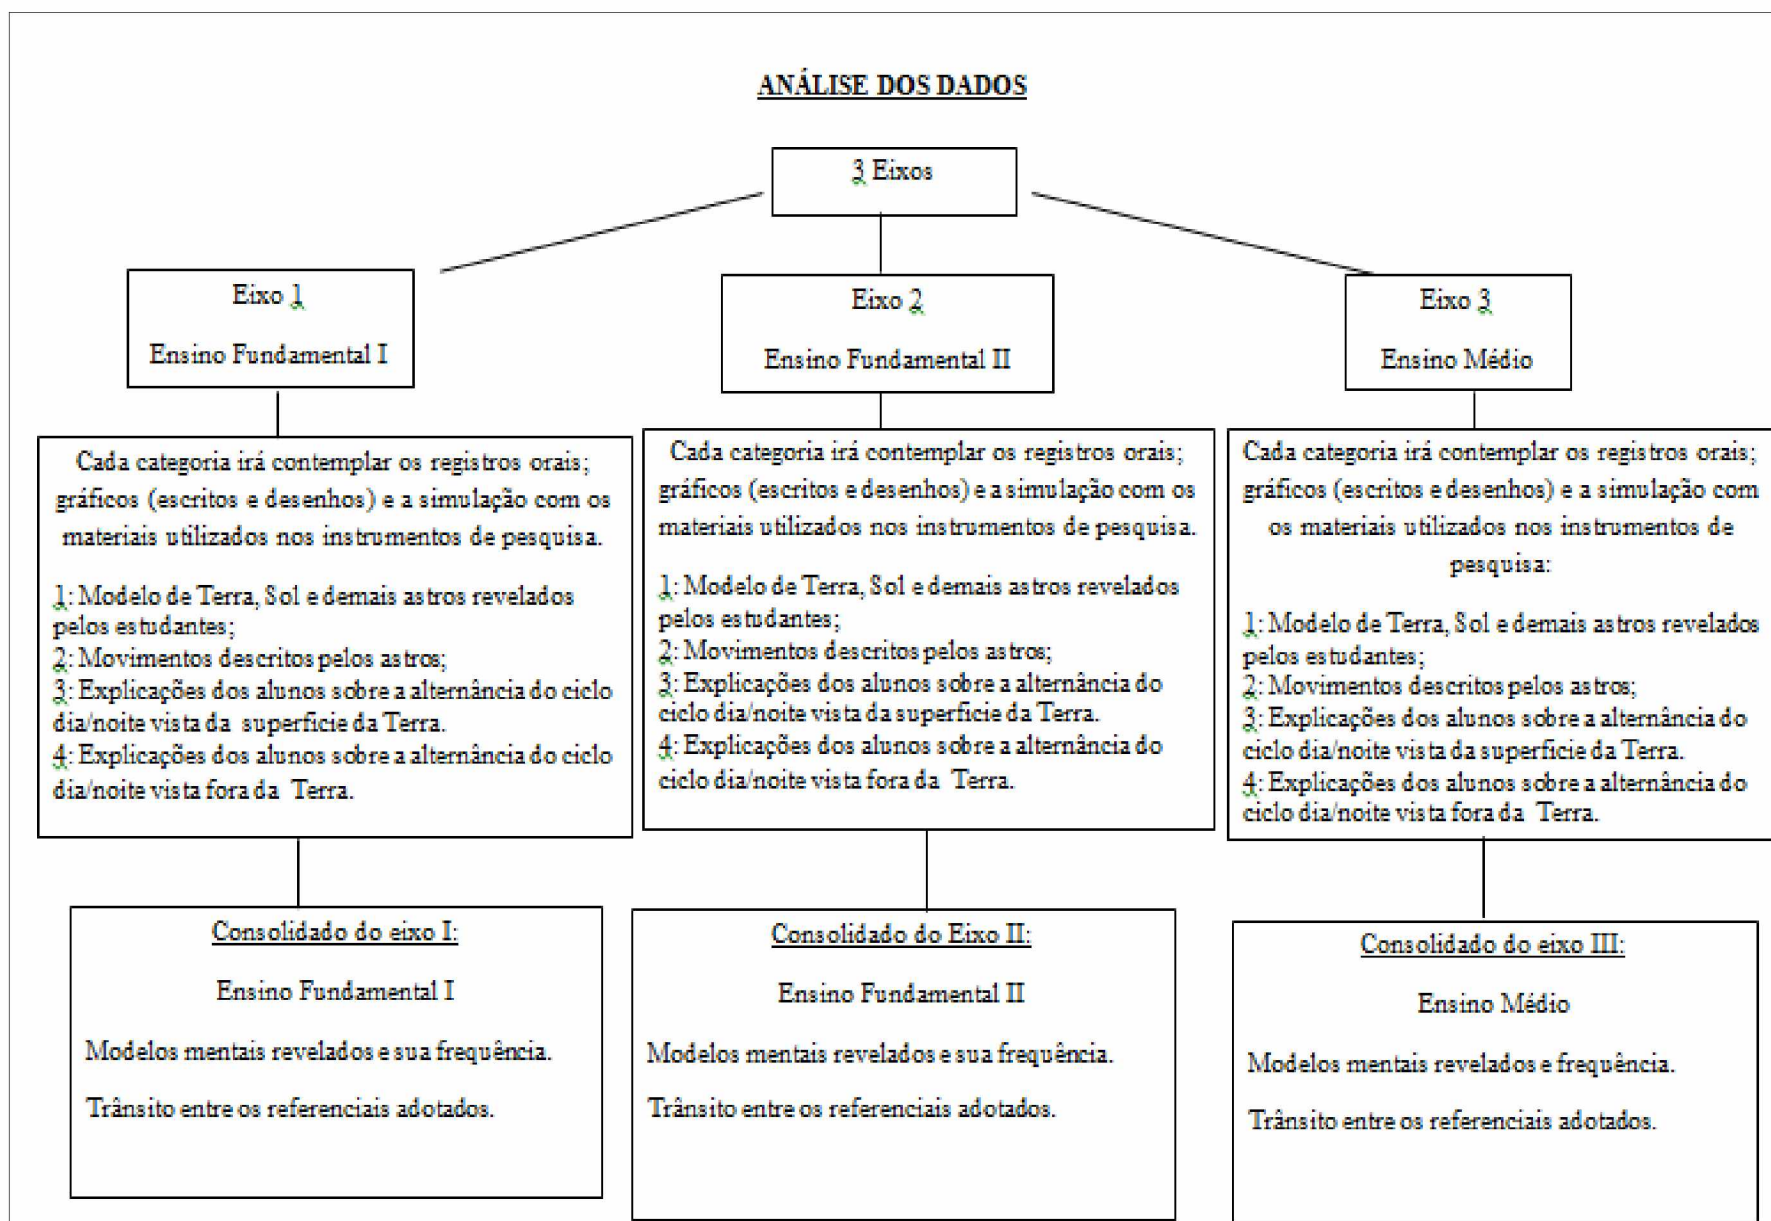 ANÁLISE DOS DADOS
3 Eixos
Eixo 1
Ensino Fundamental I
Eixo 2
Ensino Fundamental II
Eixo 3
Ensino Médio
Cada categoria irá contemplar os registros orais;
gráficos (escritos e desenhos) e a simulação com os
materiais utilizados nos instrumentos de pesquisa.
1: Modelo de Terra, Sol e demais astros revelados
pelos estudantes;
2: Movimentos descritos pelos astros;
3: Explicações dos alunos sobre a alternância do ciclo
dia/noite vista da superficie da Terra.
4: Explicações dos alunos sobre a alternância do ciclo
dia/noite vista fora da Terra.
Cada categoria irá contemplar os registros orais;
gráficos (escritos e desenhos) e a simulação com os
materiais utilizados nos instrumentos de pesquisa.
1: Modelo de Terra, Sol e demais astros revelados
pelos estudantes;
2: Movimentos descritos pelos astros;
3: Explicações dos alunos sobre a alternância do
ciclo dia/noite vista da superficie da Terra.
4: Explicações dos alunos sobre a alternância do
ciclo dia/noite vista fora da Terra.
Cada categoria irá contemplar os registros orais;
gráficos (escritos e desenhos) e a simulação com
os materiais utilizados nos instrumentos de
pesquisa:
1: Modelo de Terra, Sol e demais astros revelados
pelos estudantes;
2: Movimentos descritos pelos astros;
3: Explicações dos alunos sobre a alternância do
ciclo dia/noite vista da superficie da Terra.
4: Explicações dos alunos sobre a alternância do
ciclo dia/noite vista fora da Terra.
Consolidado do eixo I:
Ensino Fundamental I
Modelos mentais revelados e sua frequência.
Trânsito entre os referenciais adotados.
Consolidado do Eixo II:
Ensino Fundamental II
Modelos mentais revelados e sua frequência.
Trânsito entre os referenciais adotados.
Consolidado do eixo III:
Ensino Médio
Modelos mentais revelados e frequência.
Trânsito entre os referenciais adotados.